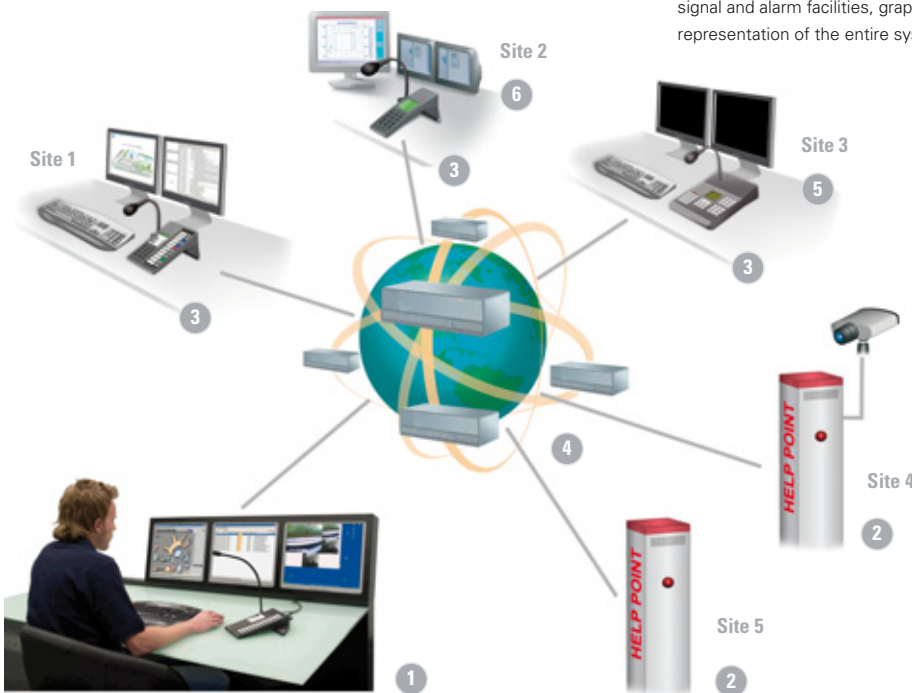 signal and alarm facilities, grap
representation of the entire sys
Site 2
6
3
Site 1
3
Site 3
5
3
4
HELP POINT
Site 4
2
HELP POINT
Site 5
2
1